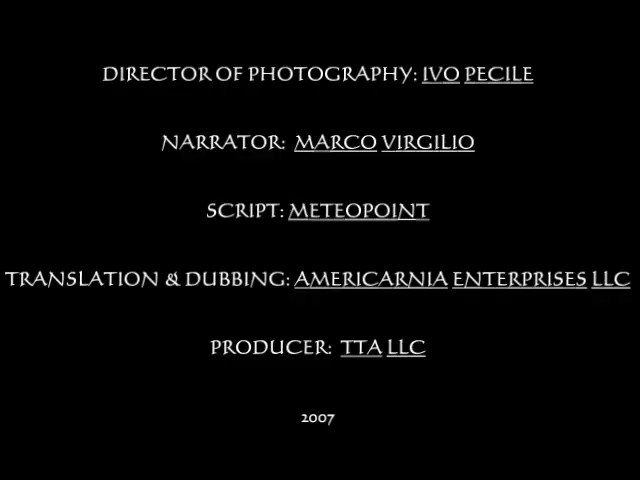 DIRECTOR OF PHOTOGRAPHY: IVO PECILE
NARRATOR: MARCO VIRGILIO
SCRIPT: METEOPOINT
TRANSLATION & DUBBING: AMERICARNIA ENTERPRISES LLC
PRODUCER: TTA LLC
2007